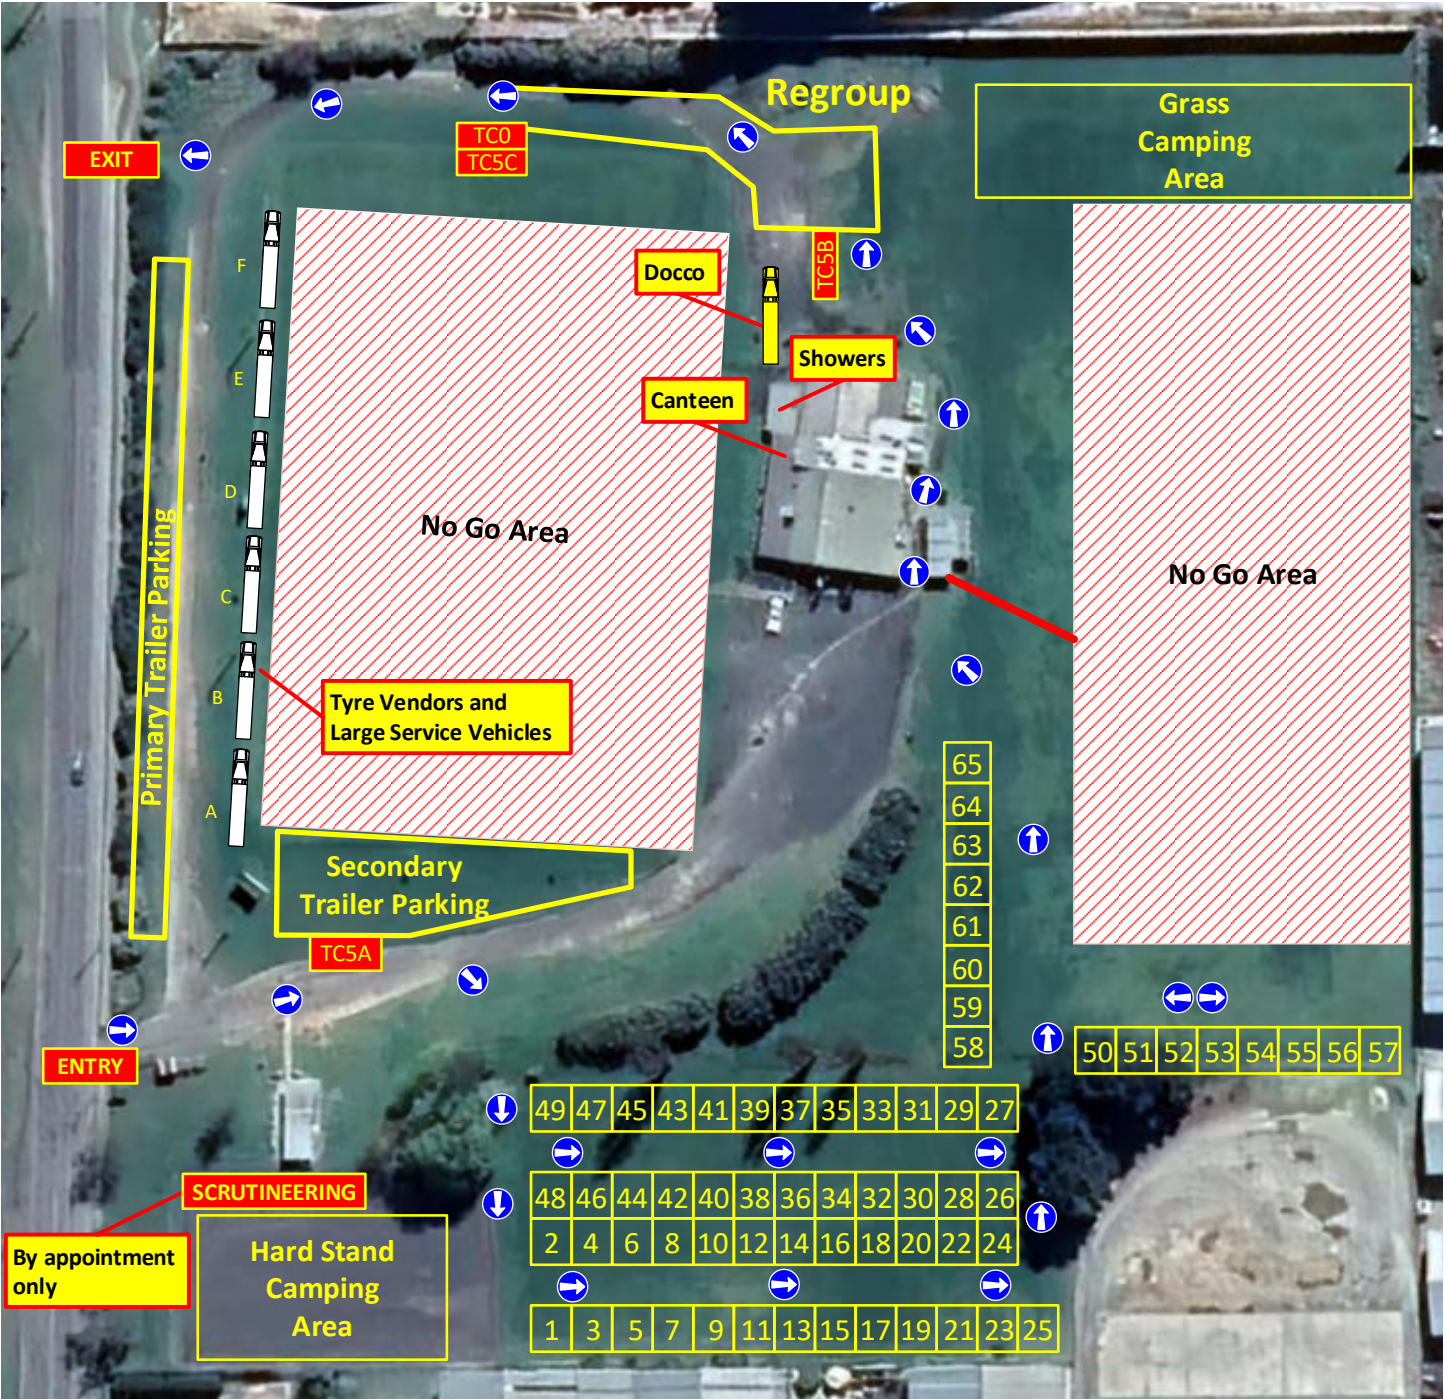 Regroup
Grass
Camping
Area
TC0
TC5C
EXIT
F
Docco
TC5B
Showers
E
Canteen
D
No Go Area
No Go Area
C
Primary Trailer Parking
B
Tyre Vendors and
Large Service Vehicles
A
65
64
63
62
61
60
59
58
Secondary
Trailer Parking
TC5A
ENTRY
50 51 52 53 54 55 56 57
49 47 45 43 41 39 37 35 33 31 29 27
48 46 44 42 40 38 36 34 32 30 28 26
2 4 6 8 10 12 14 16 18 20 22 24
1 3 5 7 9 11 13 15 17 19 21 23 25
SCRUTINEERING
By appointment
only
Hard Stand
Camping
Area